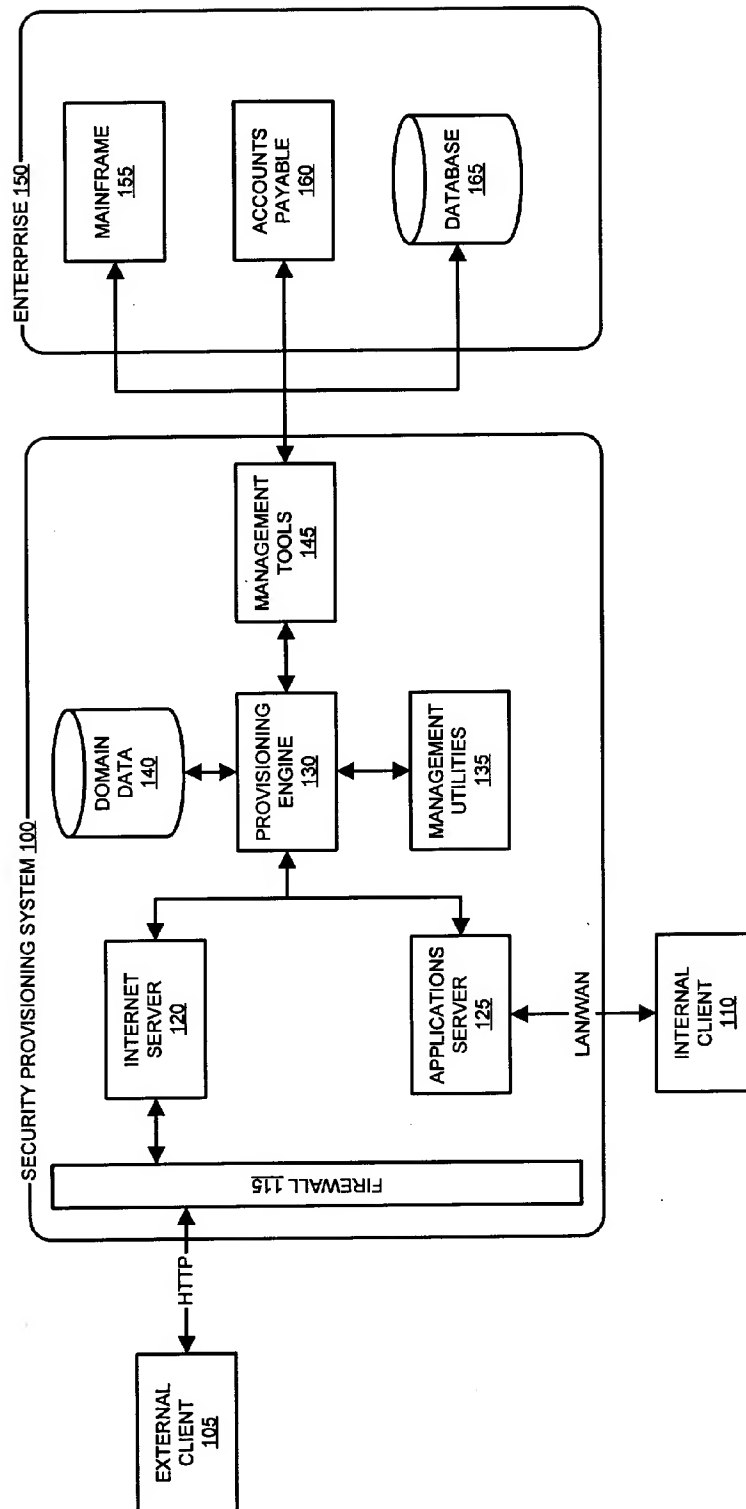 SECURITY PROVISIONING SYSTEM 100
ENTERPRISE 150
EXTERNAL
CLIENT
105
HTTP
FIREWALL 115
INTERNET
SERVER
120
APPLICATIONS
SERVER
125
LAN/WAN
INTERNAL
CLIENT
110
DOMAIN
DATA
140
PROVISIONING
ENGINE
130
MANAGEMENT
UTILITIES
135
MANAGEMENT
TOOLS
145
MAINFRAME
155
ACCOUNTS
PAYABLE
160
DATABASE
165